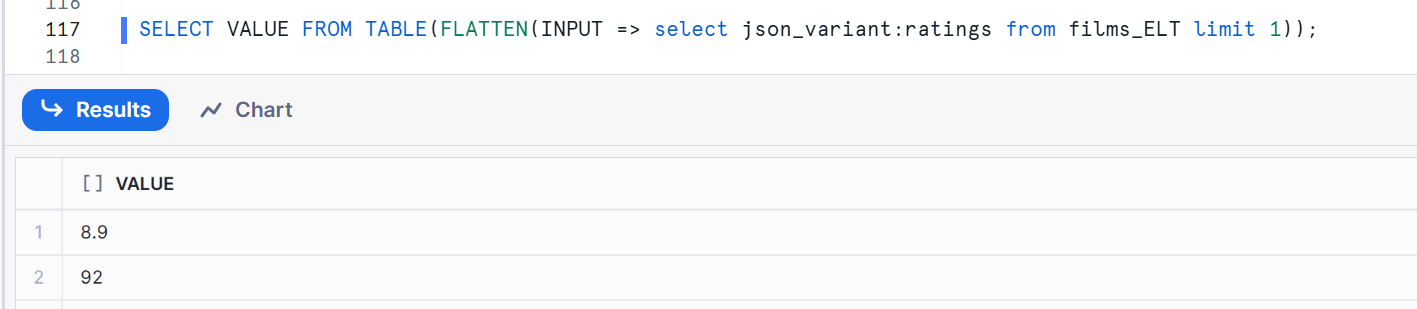 116
117 SELECT VALUE FROM TABLE(FLATTEN(INPUT => select json_variant:ratings from films_ELT limit 1));
118
Results Chart
[] VALUE
1 8.9
2 92